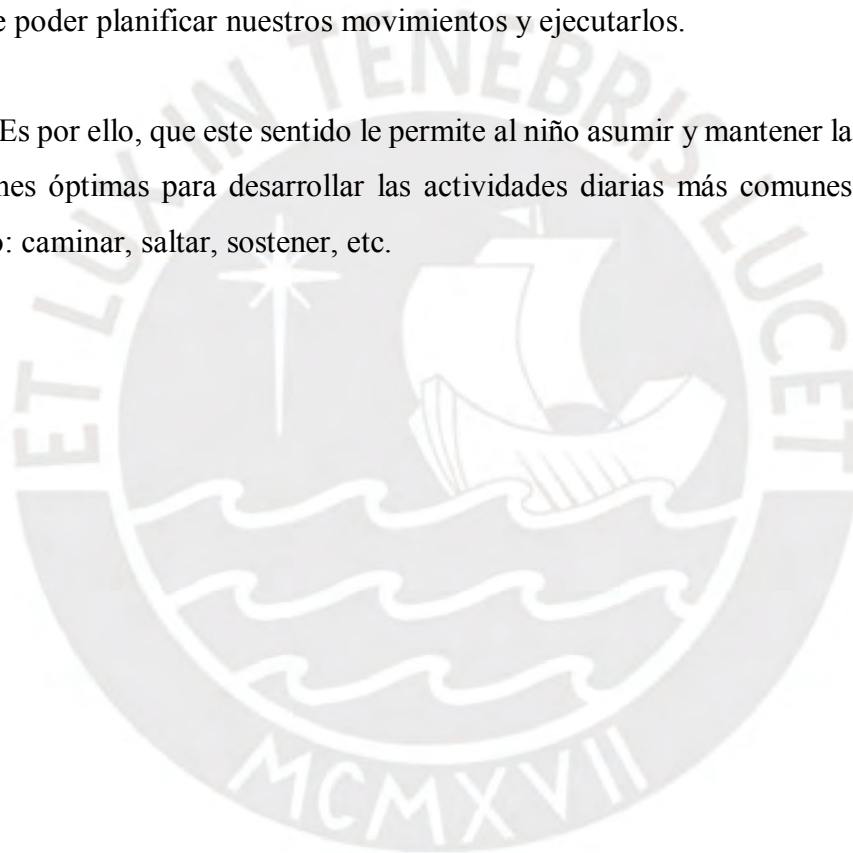 e poder planificar nuestros movimientos y ejecutarlos.
Es por ello, que este sentido le permite al niño asumir y mantener la
nes óptimas para desarrollar las actividades diarias más comunes
o: caminar, saltar, sostener, etc.
ET LUX IN TENEBRIS LUCET
MCMXVII